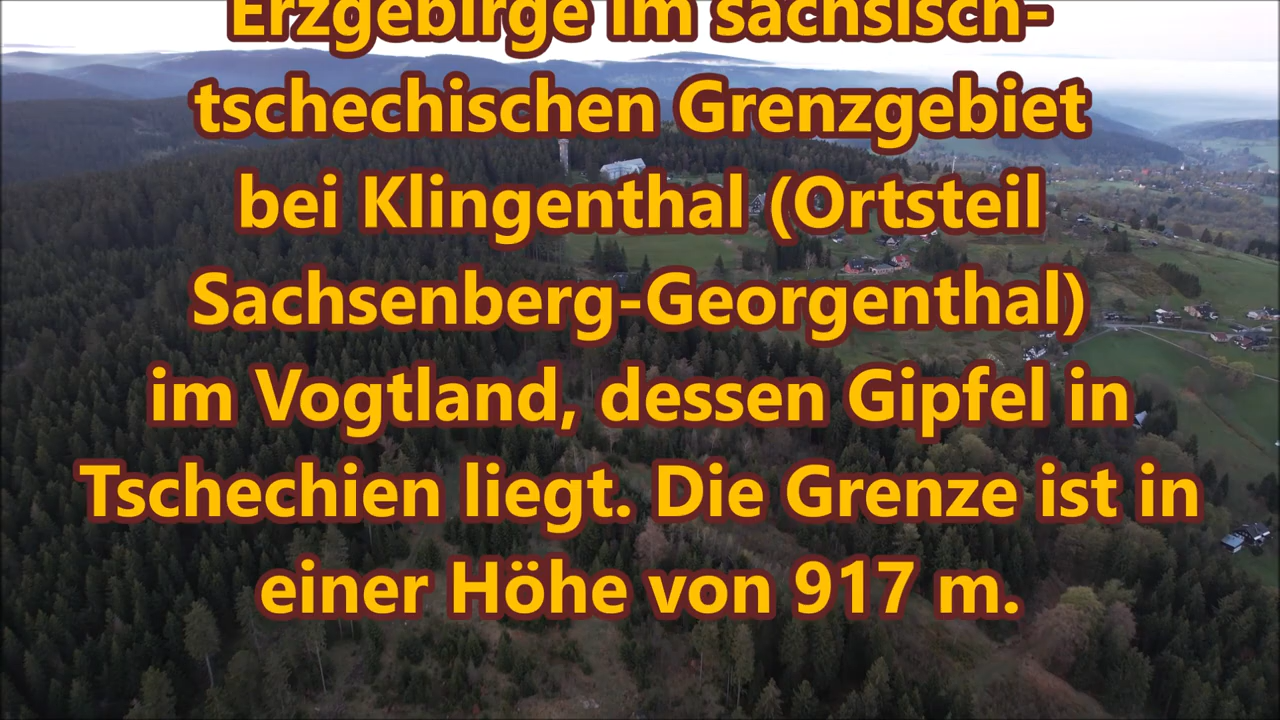 Erzgebirge im sächsisch-
tschechischen Grenzgebiet
bei Klingenthal (Ortsteil
Sachsenberg-Georgenthal)
im Vogtland, dessen Gipfel in
Tschechien liegt. Die Grenze ist in
einer Höhe von 917 m.